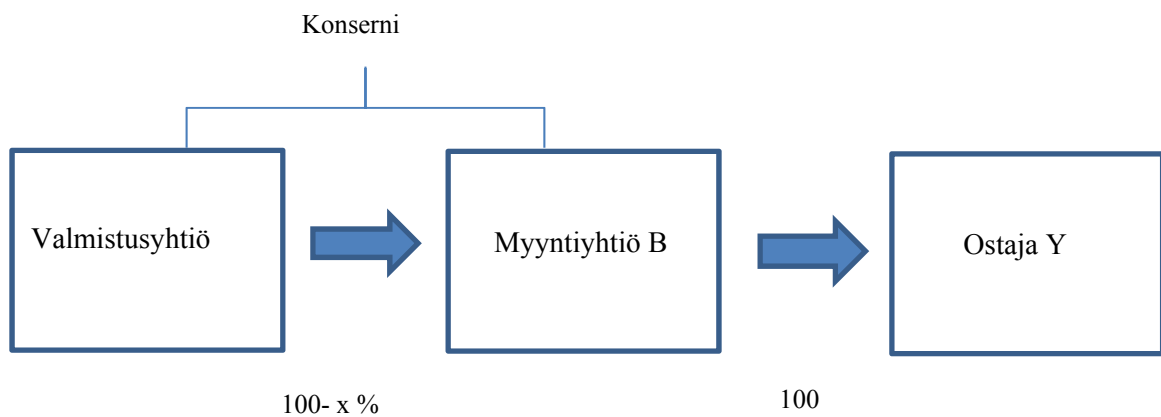 Konserni
Valmistusyhtiö
Myyntiyhtiö B
Ostaja Y
100- x %
100